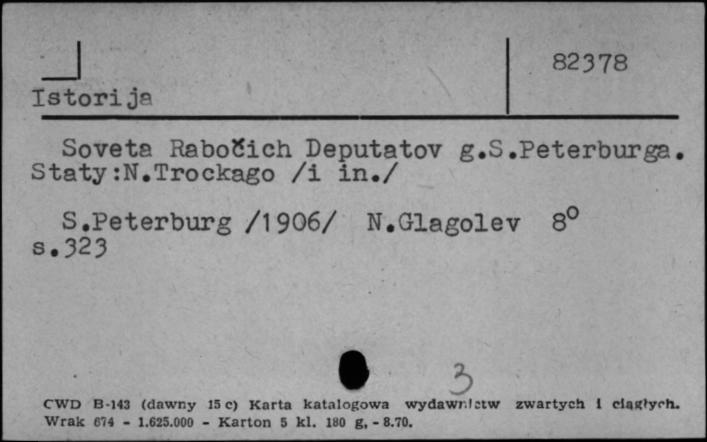 82378
Istorija
Soveta Rabočich Deputatov g.S.Peterburga.
Staty:N.Trockago /i in./
S.Peterburg /1906/ N.Glagolev 8°
s.323
3
CWD B-143 (dawny 15 c) Karta katalogowa wydawnictw zwartych i ciągłych.
Wrak 674 - 1.625.000 - Karton 5 kl. 180 g, - 8.70.